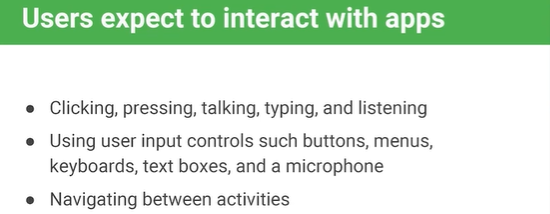 Users expect to interact with apps
● Clicking, pressing, talking, typing, and listening
● Using user input controls such buttons, menus,
keyboards, text boxes, and a microphone
● Navigating between activities